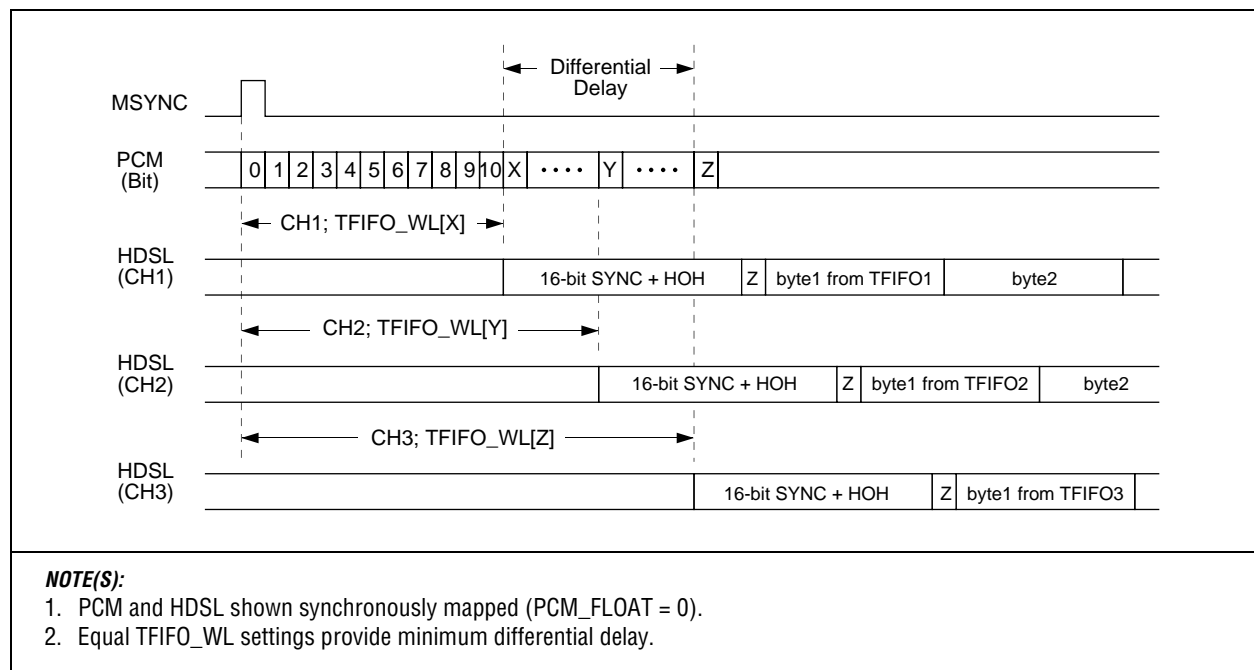 Differential
Delay
MSYNC
PCM
(Bit)
0 1 2 3 4 5 6 7 8 9 10 X • • • • Y • • • • Z
CH1; TFIFO_WL[X]
HDSL
(CH1)
16-bit SYNC + HOH Z byte1 from TFIFO1 byte2
CH2; TFIFO_WL[Y]
HDSL
(CH2)
16-bit SYNC + HOH Z byte1 from TFIFO2 byte2
CH3; TFIFO_WL[Z]
HDSL
(CH3)
16-bit SYNC + HOH Z byte1 from TFIFO3
NOTE(S):
1. PCM and HDSL shown synchronously mapped (PCM_FLOAT = 0).
2. Equal TFIFO_WL settings provide minimum differential delay.